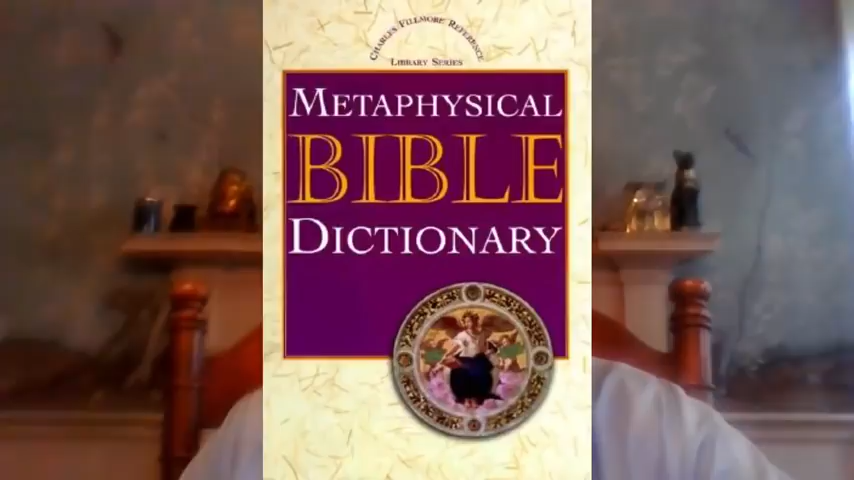 CHARLES FILLMORE REFERENCE
LIBRARY SERIES
METAPHYSICAL
BIBLE
DICTIONARY